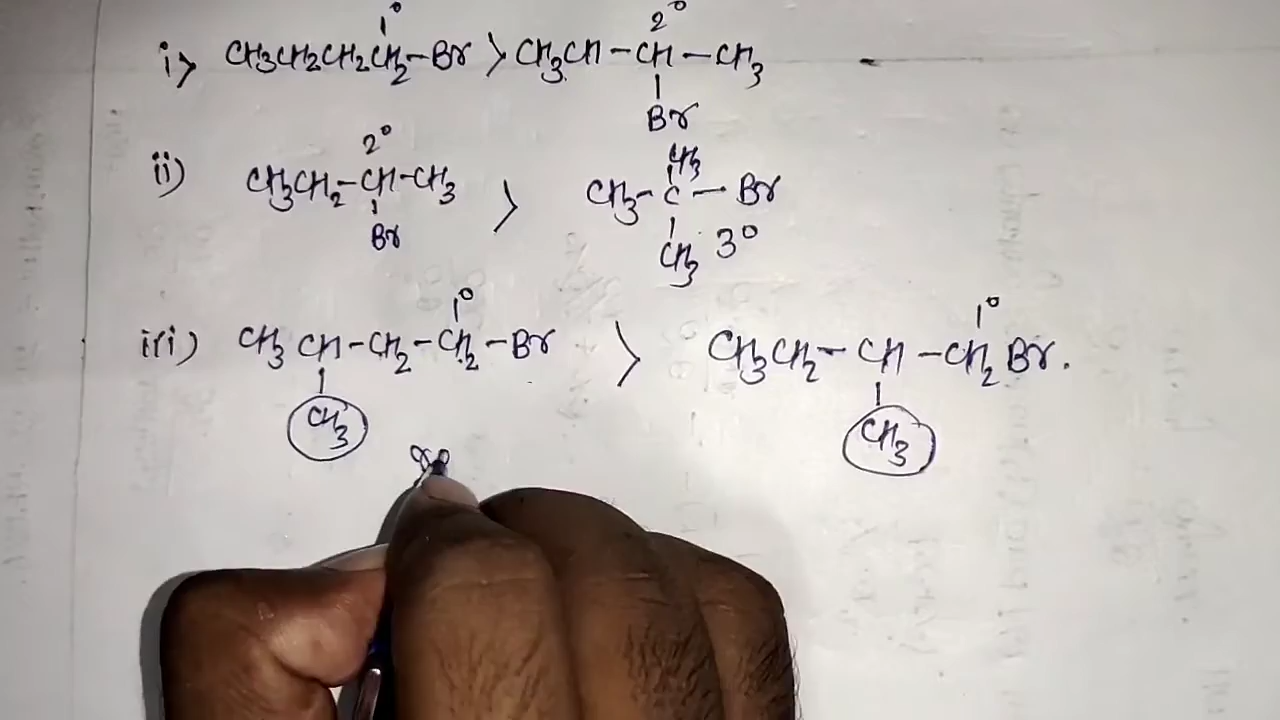 1° 2°
i) CH3CH2CH2CH2-Br > CH3CH-CH-CH3
Br
2° CH3
ii) CH3CH2-CH-CH3 > CH3-C-Br
Br CH3 3°
1° 1°
iii) CH3CH-CH2-CH2-Br > CH3CH2-CH-CH2Br.
CH3 CH3